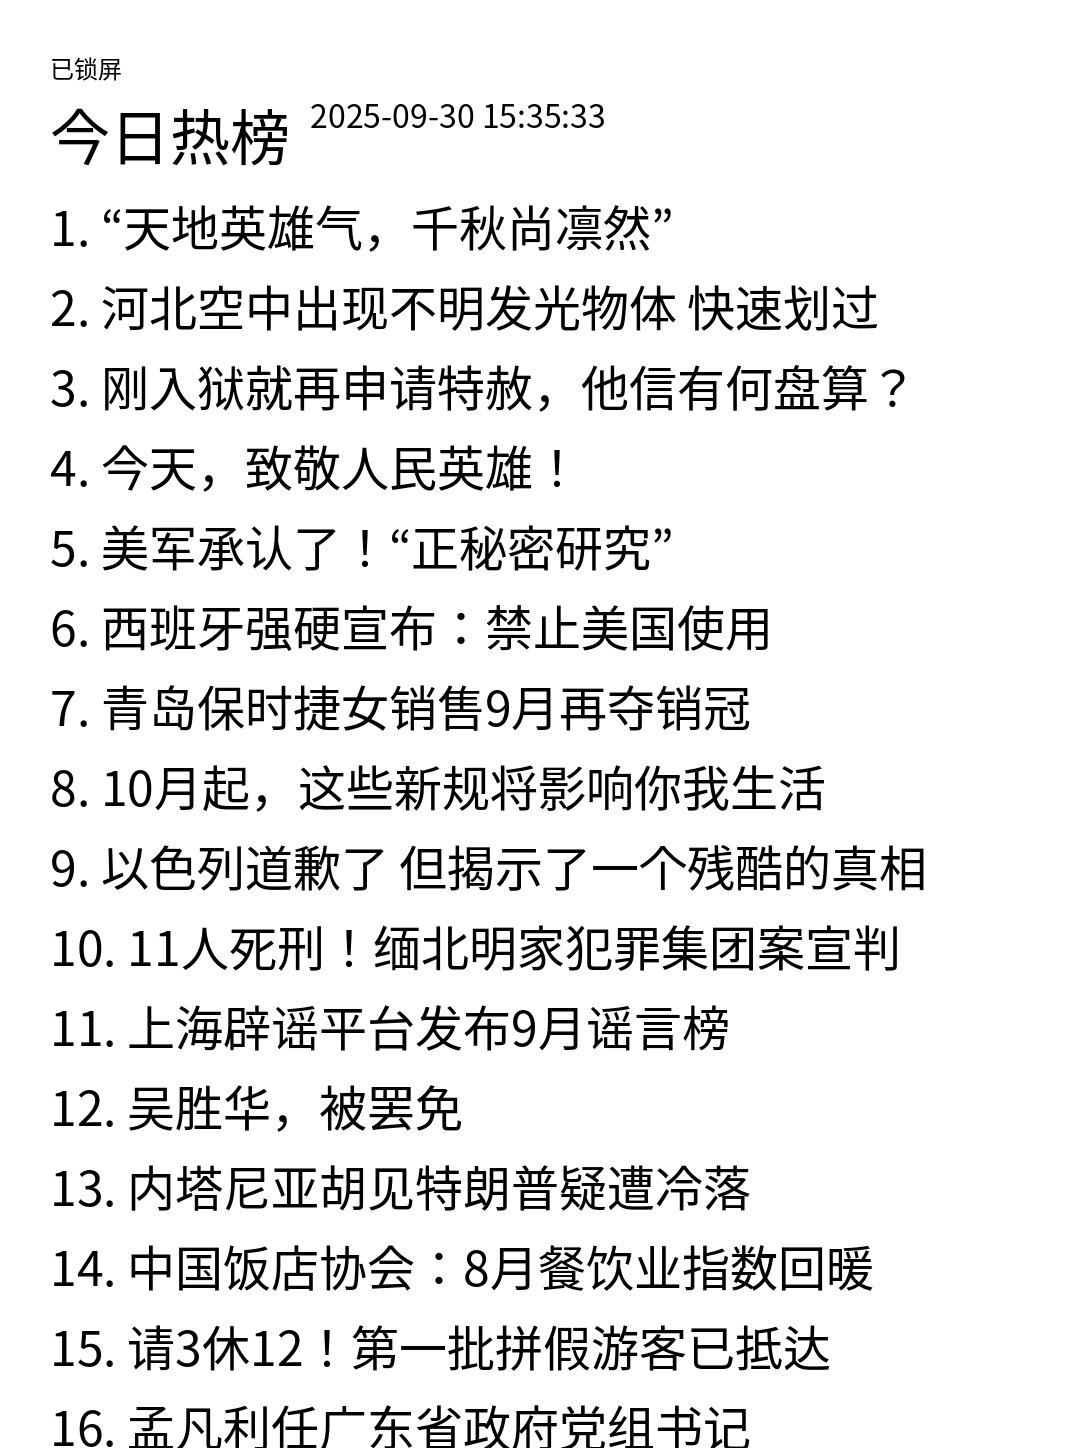 已锁屏
今日热榜 2025-09-30 15:35:33
1. “天地英雄气，千秋尚凛然”
2. 河北空中出现不明发光物体 快速划过
3. 刚入狱就再申请特赦，他信有何盘算？
4. 今天，致敬人民英雄！
5. 美军承认了！“正秘密研究”
6. 西班牙强硬宣布：禁止美国使用
7. 青岛保时捷女销售9月再夺销冠
8. 10月起，这些新规将影响你我生活
9. 以色列道歉了 但揭示了一个残酷的真相
10. 11人死刑！缅北明家犯罪集团案宣判
11. 上海辟谣平台发布9月谣言榜
12. 吴胜华，被罢免
13. 内塔尼亚胡见特朗普疑遭冷落
14. 中国饭店协会：8月餐饮业指数回暖
15. 请3休12！第一批拼假游客已抵达
16. 孟凡利任广东省政府党组书记